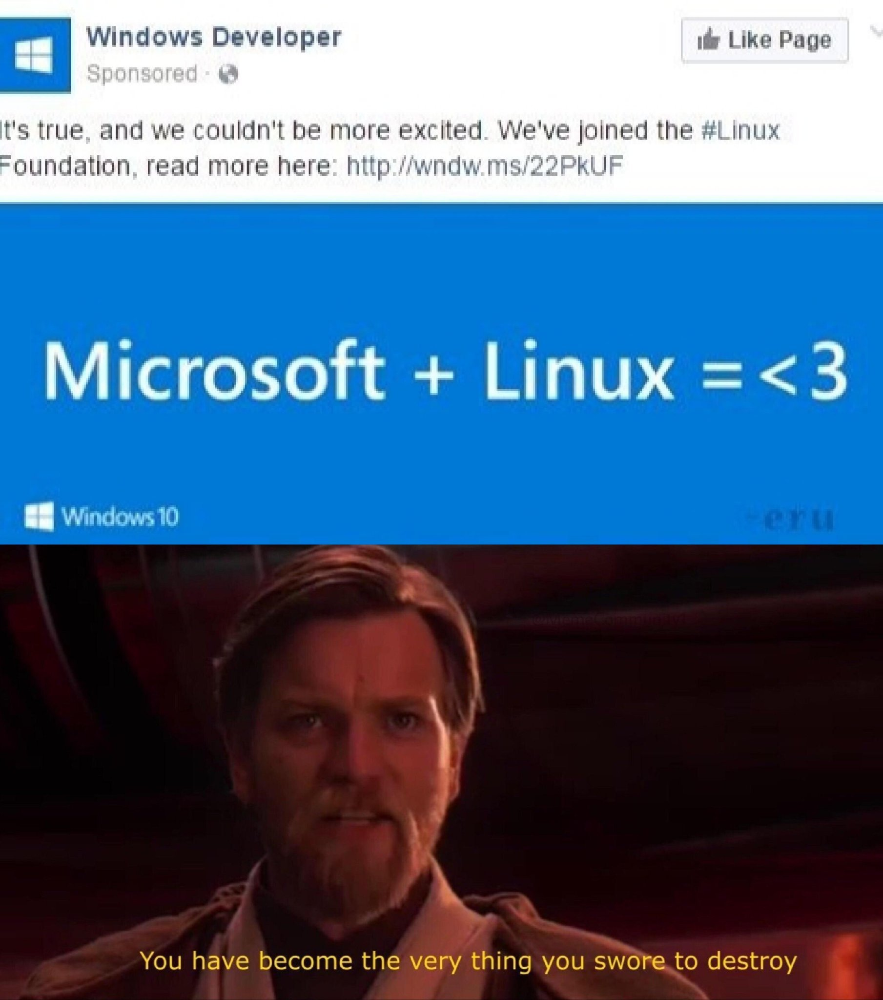 Windows Developer
Like Page
Sponsored ·
It's true, and we couldn't be more excited. We've joined the #Linux
Foundation, read more here: http://wndw.ms/22PkUF
Microsoft + Linux = <3
Windows 10
-eru
You have become the very thing you swore to destroy